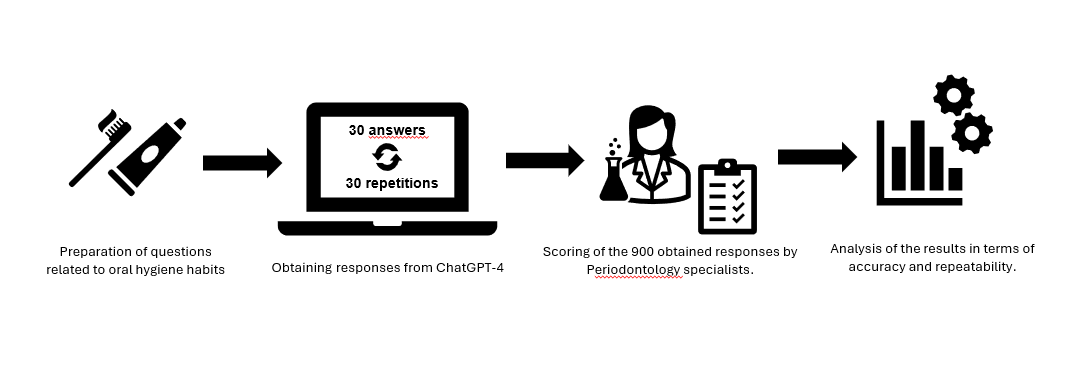 30 answers
30 repetitions
Preparation of questions
related to oral hygiene habits
Obtaining responses from ChatGPT-4
Scoring of the 900 obtained responses by
Periodontology specialists.
Analysis of the results in terms of
accuracy and repeatability.